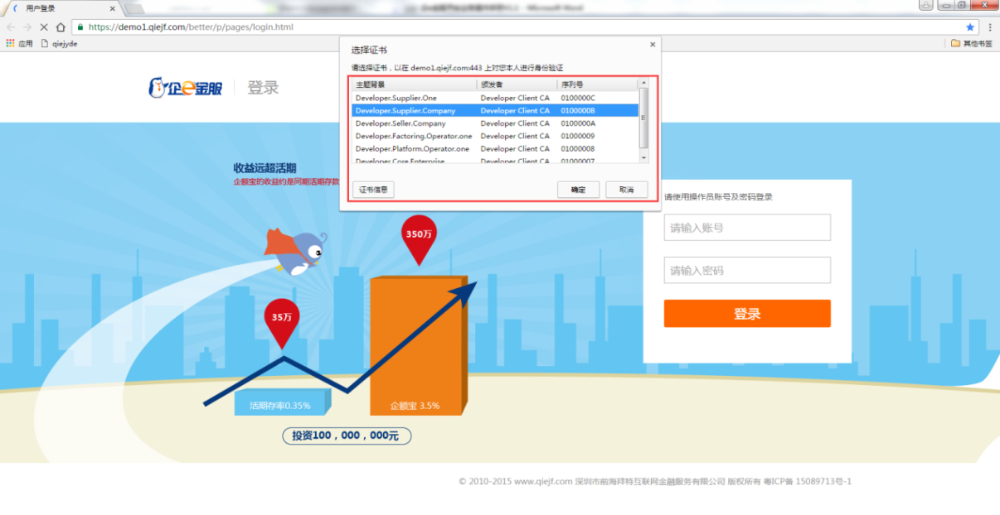 用户登录
https://demo1.qiejf.com/better/p/pages/login.html
应用 qiejyde 其他书签
选择证书
请选择证书，以在 demo1.qiejf.com:443 上对您本人进行身份验证
主题背景 颁发者 序列号
Developer.Supplier.One Developer Client CA 0100000C
Developer.Supplier.Company Developer Client CA 0100000B
Developer.Seller.Company Developer Client CA 0100000A
Developer.Factoring.Operator.one Developer Client CA 01000009
Developer.Platform.Operator.one Developer Client CA 01000008
Developer.Core.Enterprise Developer Client CA 01000007
证书信息 确定 取消
企e金服 登录
收益远超活期
企额宝的收益约是同期活期存款
350万
35万
活期存率0.35%
企额宝 3.5%
投资100，000，000元
请使用操作员账号及密码登录
请输入账号
请输入密码
登录
© 2010-2015 www.qiejf.com 深圳市前海拜特互联网金融服务有限公司 版权所有 粤ICP备 15089713号-1